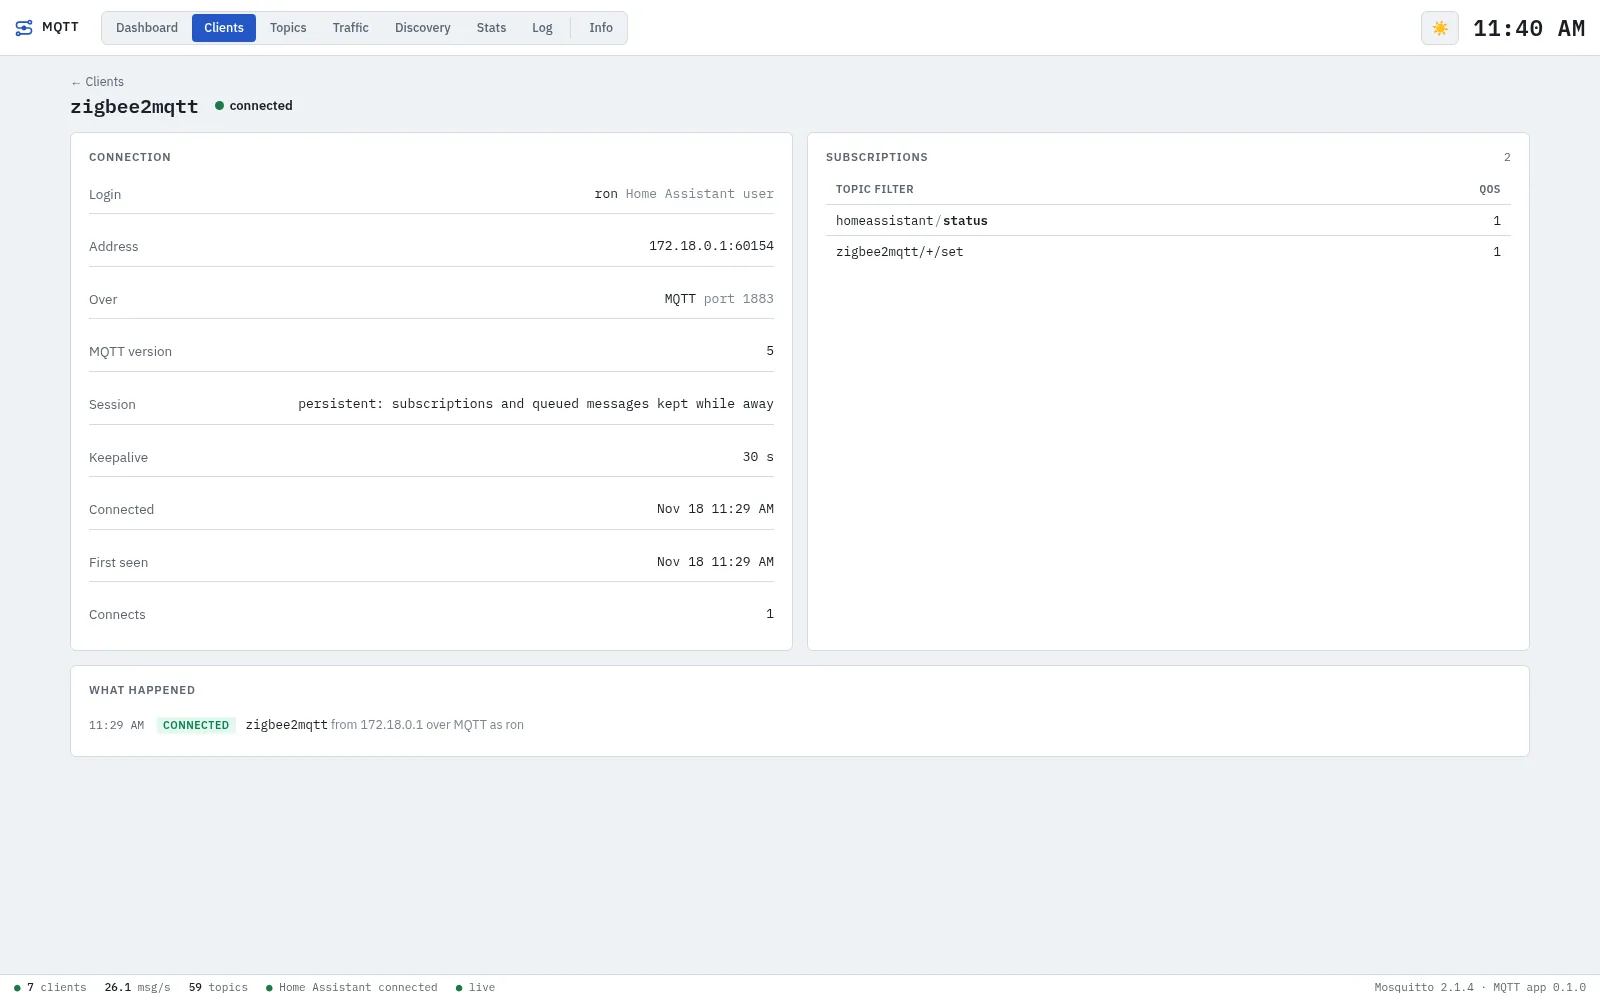 MQTT Dashboard Clients Topics Traffic Discovery Stats Log Info 11:40 AM
← Clients
zigbee2mqtt connected
CONNECTION
Login ron Home Assistant user
Address 172.18.0.1:60154
Over MQTT port 1883
MQTT version 5
Session persistent: subscriptions and queued messages kept while away
Keepalive 30 s
Connected Nov 18 11:29 AM
First seen Nov 18 11:29 AM
Connects 1
SUBSCRIPTIONS 2
TOPIC FILTER QOS
homeassistant/status 1
zigbee2mqtt/+/set 1
WHAT HAPPENED
11:29 AM CONNECTED zigbee2mqtt from 172.18.0.1 over MQTT as ron
7 clients 26.1 msg/s 59 topics Home Assistant connected live Mosquitto 2.1.4 · MQTT app 0.1.0